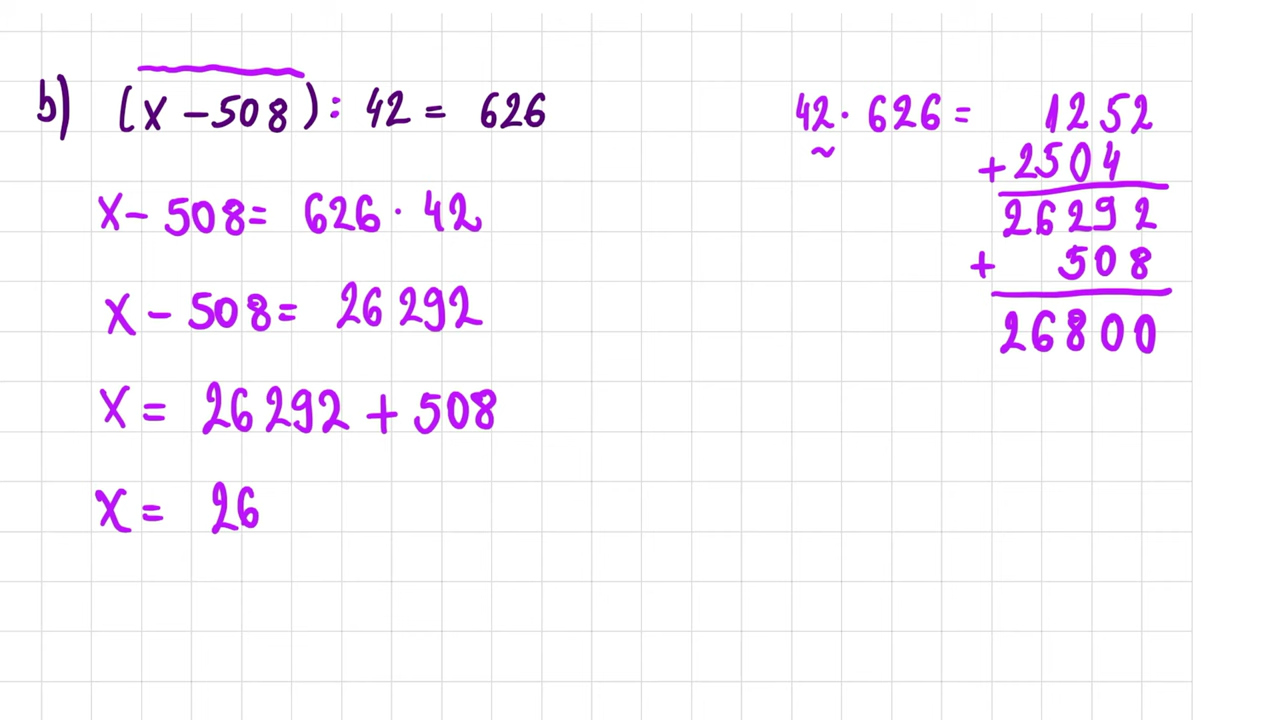 b) (x - 508) : 42 = 626
x - 508 = 626 · 42
x - 508 = 26 292
x = 26 292 + 508
x = 26
42 · 626 = 1252
+ 2504
26292
+ 508
26800